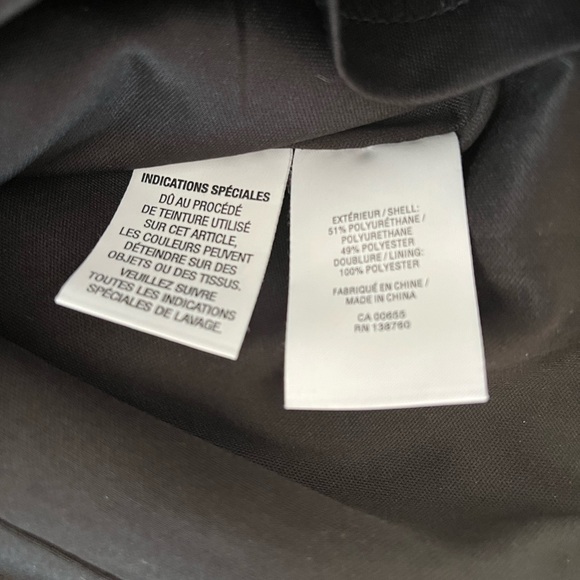 INDICATIONS SPÉCIALES
DÛ AU PROCÉDÉ
DE TEINTURE UTILISÉ
SUR CET ARTICLE,
LES COULEURS PEUVENT
DÉTEINDRE SUR DES
OBJETS OU DES TISSUS.
VEUILLEZ SUIVRE
TOUTES LES INDICATIONS
SPÉCIALES DE LAVAGE.
EXTÉRIEUR / SHELL:
51% POLYURÉTHANE /
POLYURETHANE
49% POLYESTER
DOUBLURE / LINING:
100% POLYESTER
FABRIQUÉ EN CHINE /
MADE IN CHINA
CA 00655
RN 138760